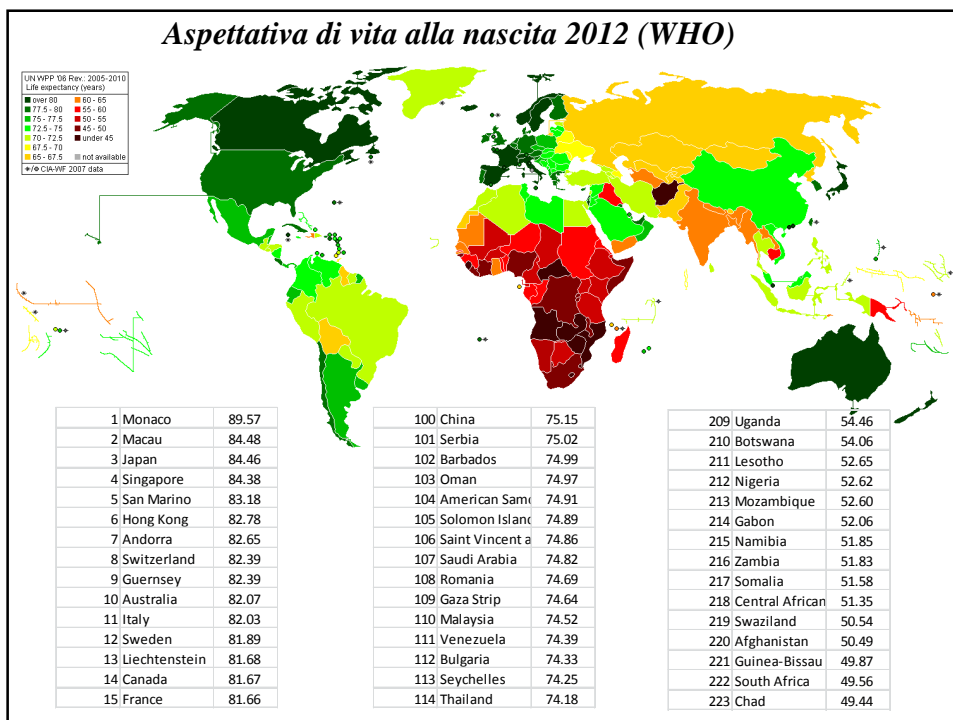 Aspettativa di vita alla nascita 2012 (WHO)
UN WPP '06 Rev.: 2005-2010
Life expectancy (years)
over 80 60 - 65
77.5 - 80 55 - 60
75 - 77.5 50 - 55
72.5 - 75 45 - 50
70 - 72.5 under 45
67.5 - 70
65 - 67.5 not available
CIA-WF 2007 data
1 Monaco 89.57
2 Macau 84.48
3 Japan 84.46
4 Singapore 84.38
5 San Marino 83.18
6 Hong Kong 82.78
7 Andorra 82.65
8 Switzerland 82.39
9 Guernsey 82.39
10 Australia 82.07
11 Italy 82.03
12 Sweden 81.89
13 Liechtenstein 81.68
14 Canada 81.67
15 France 81.66
100 China 75.15
101 Serbia 75.02
102 Barbados 74.99
103 Oman 74.97
104 American Samo 74.91
105 Solomon Island 74.89
106 Saint Vincent a 74.86
107 Saudi Arabia 74.82
108 Romania 74.69
109 Gaza Strip 74.64
110 Malaysia 74.52
111 Venezuela 74.39
112 Bulgaria 74.33
113 Seychelles 74.25
114 Thailand 74.18
209 Uganda 54.46
210 Botswana 54.06
211 Lesotho 52.65
212 Nigeria 52.62
213 Mozambique 52.60
214 Gabon 52.06
215 Namibia 51.85
216 Zambia 51.83
217 Somalia 51.58
218 Central African 51.35
219 Swaziland 50.54
220 Afghanistan 50.49
221 Guinea-Bissau 49.87
222 South Africa 49.56
223 Chad 49.44